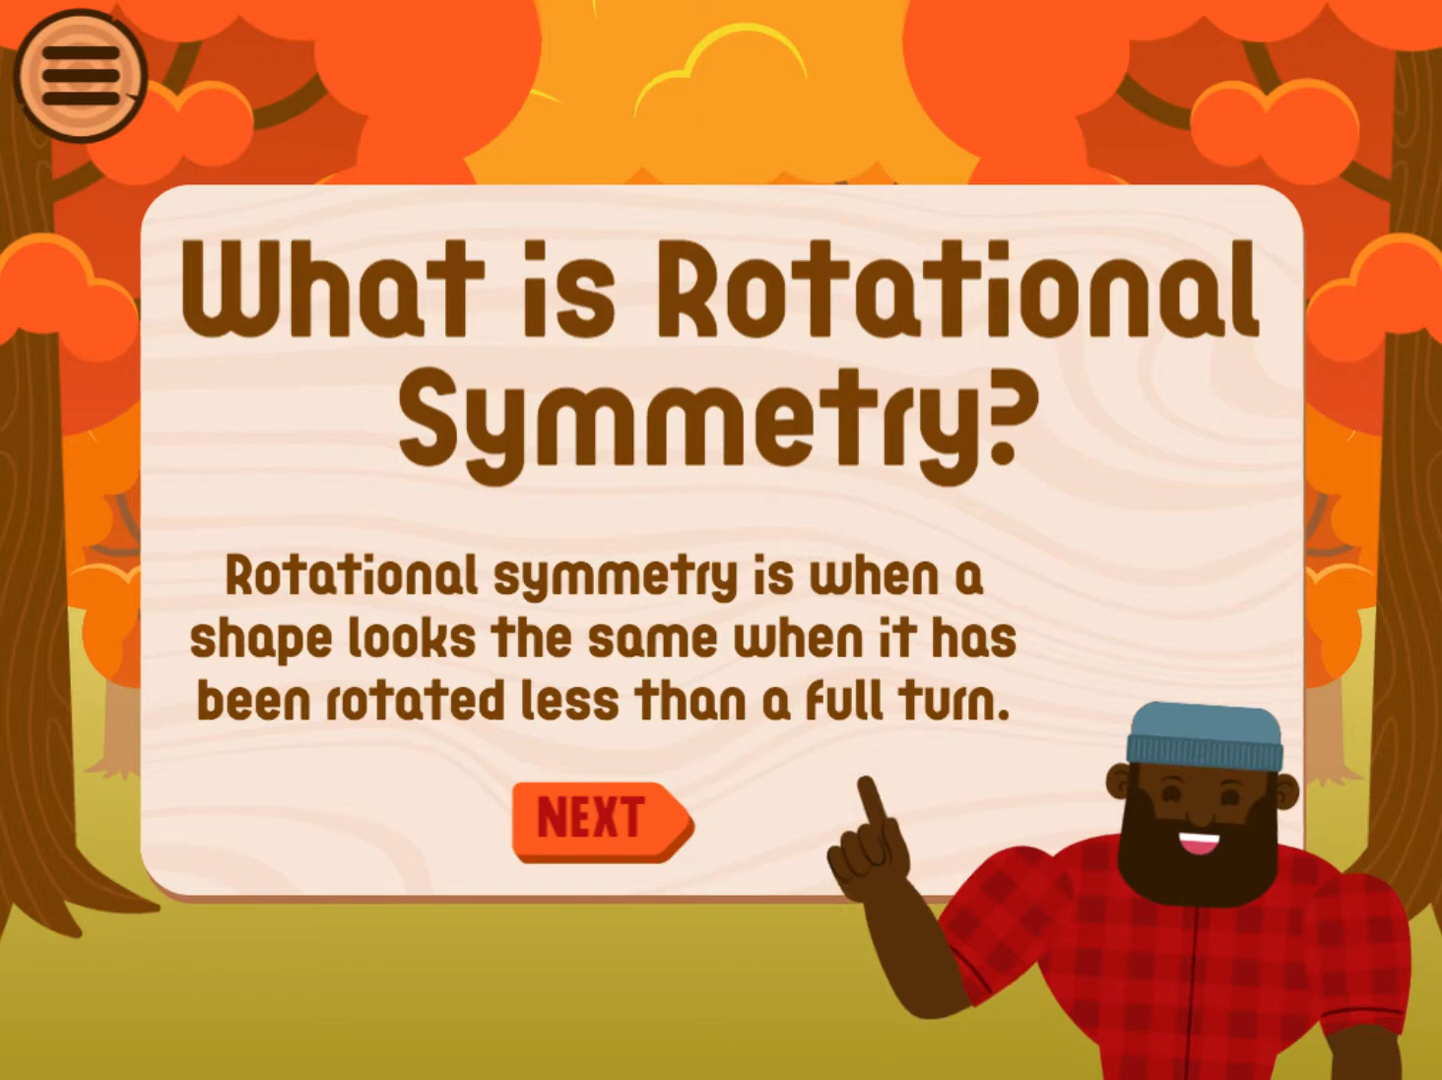 What is Rotational
Symmetry?
Rotational symmetry is when a
shape looks the same when it has
been rotated less than a full turn.
NEXT